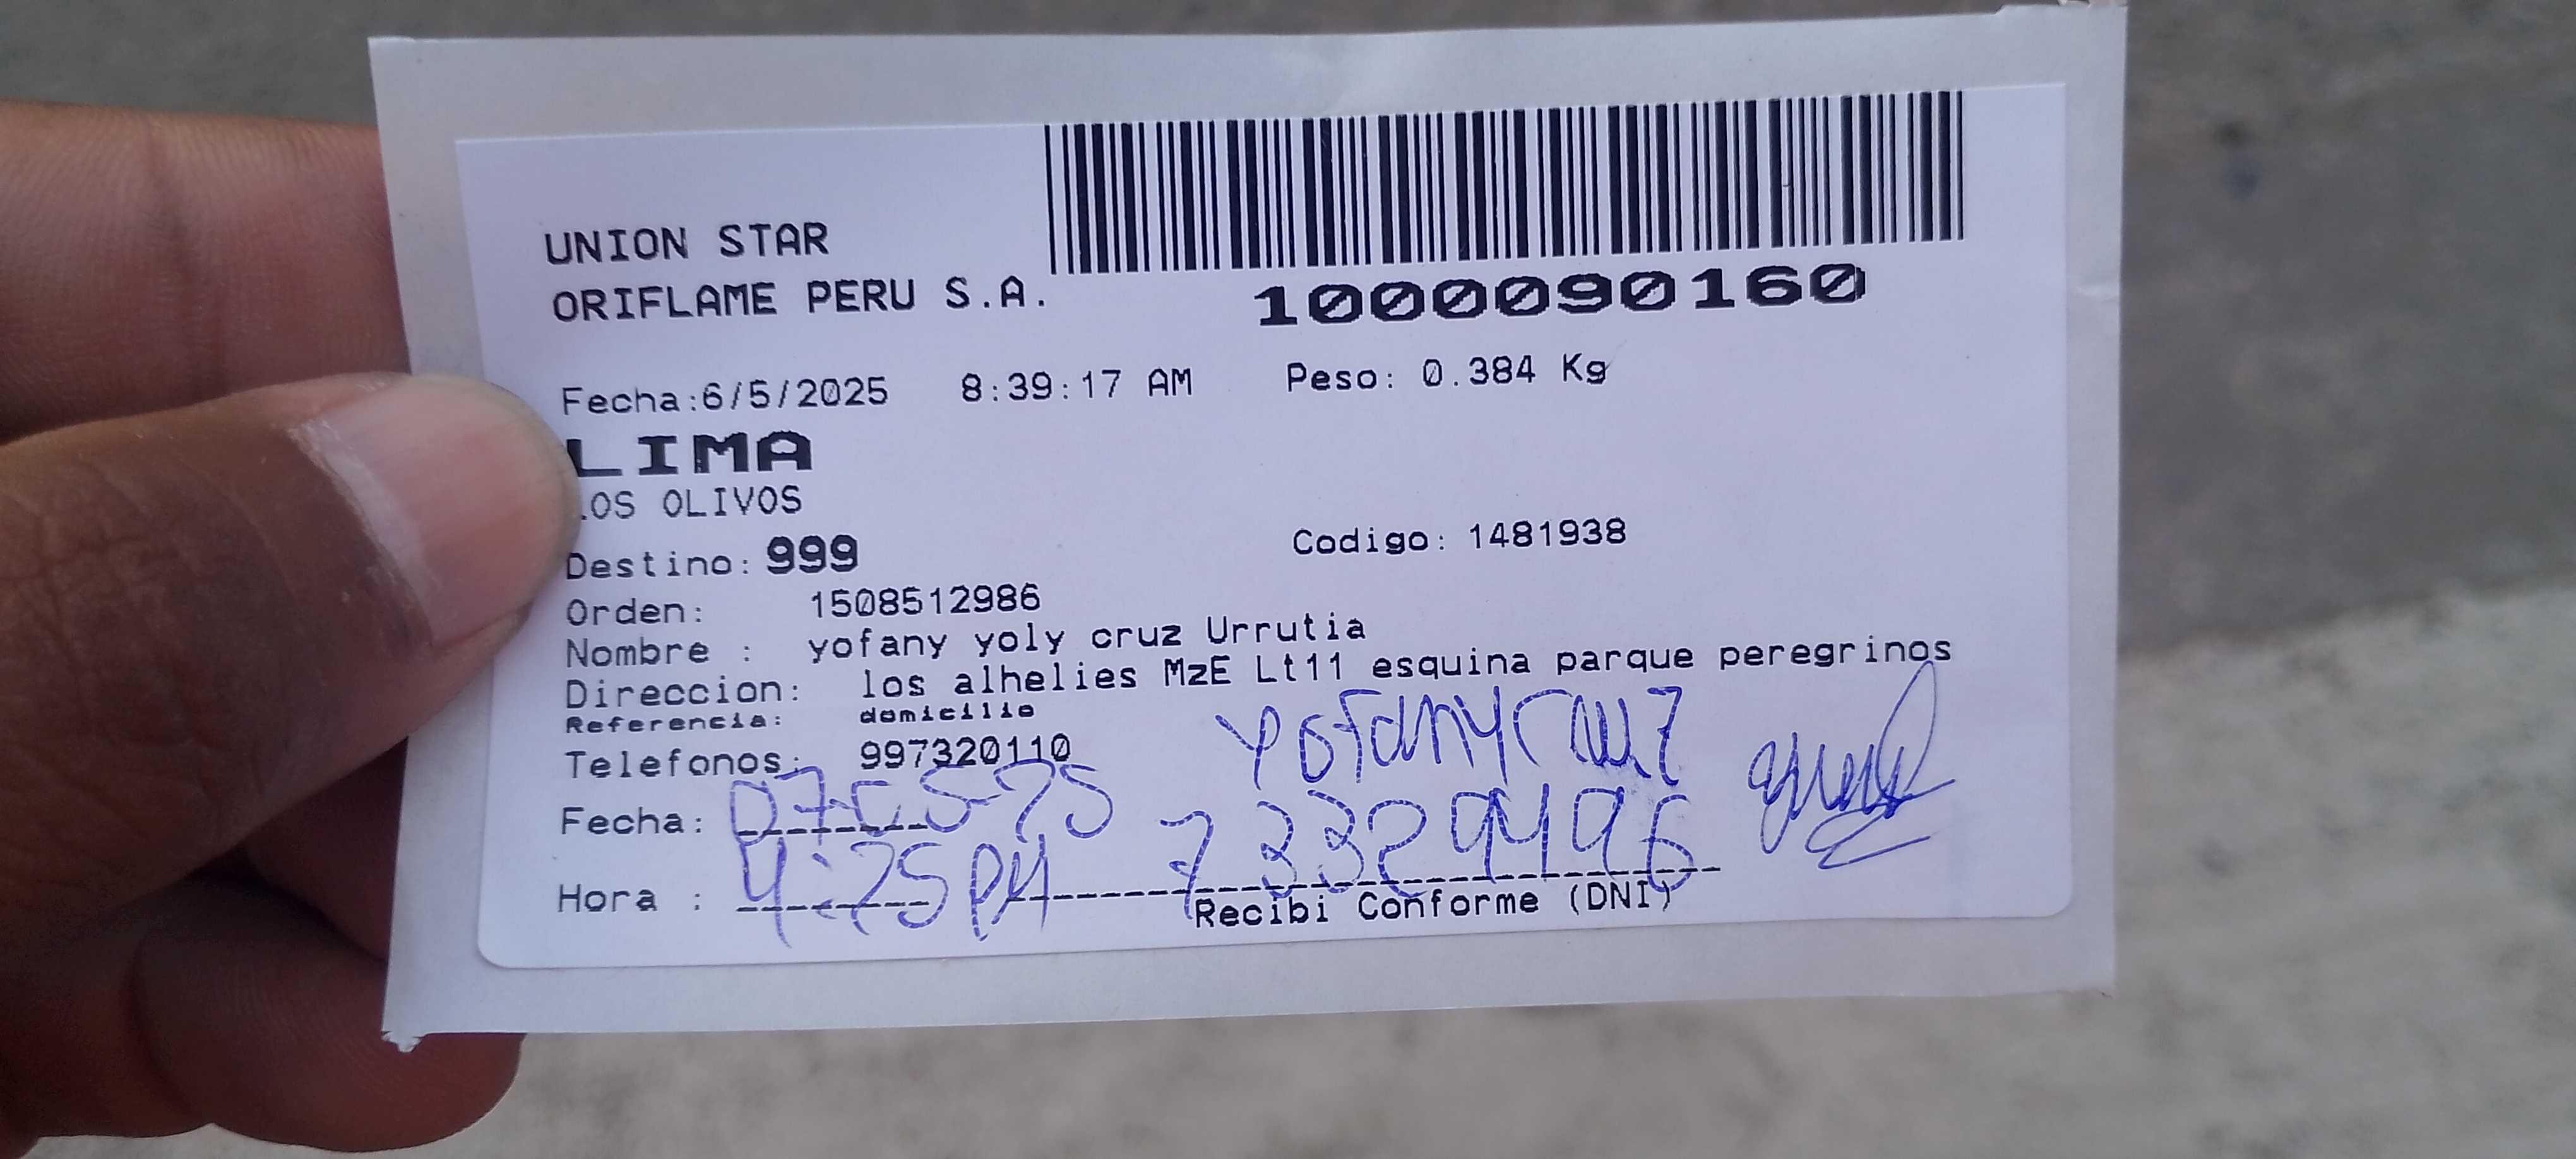 UNION STAR
ORIFLAME PERU S.A.
1000090160
Fecha:6/5/2025 8:39:17 AM Peso: 0.384 Kg
LIMA
LOS OLIVOS
Destino: 999 Codigo: 1481938
Orden: 1508512986
Nombre : yofany yoly cruz Urrutia
Direccion: los alhelies MzE Lt11 esquina parque peregrinos
Referencia: domicilio
Telefonos: 997320110
Yofany Cruz
Fecha: 07-05-25
73329496
Hora : 4:25 PM
Recibi Conforme (DNI)